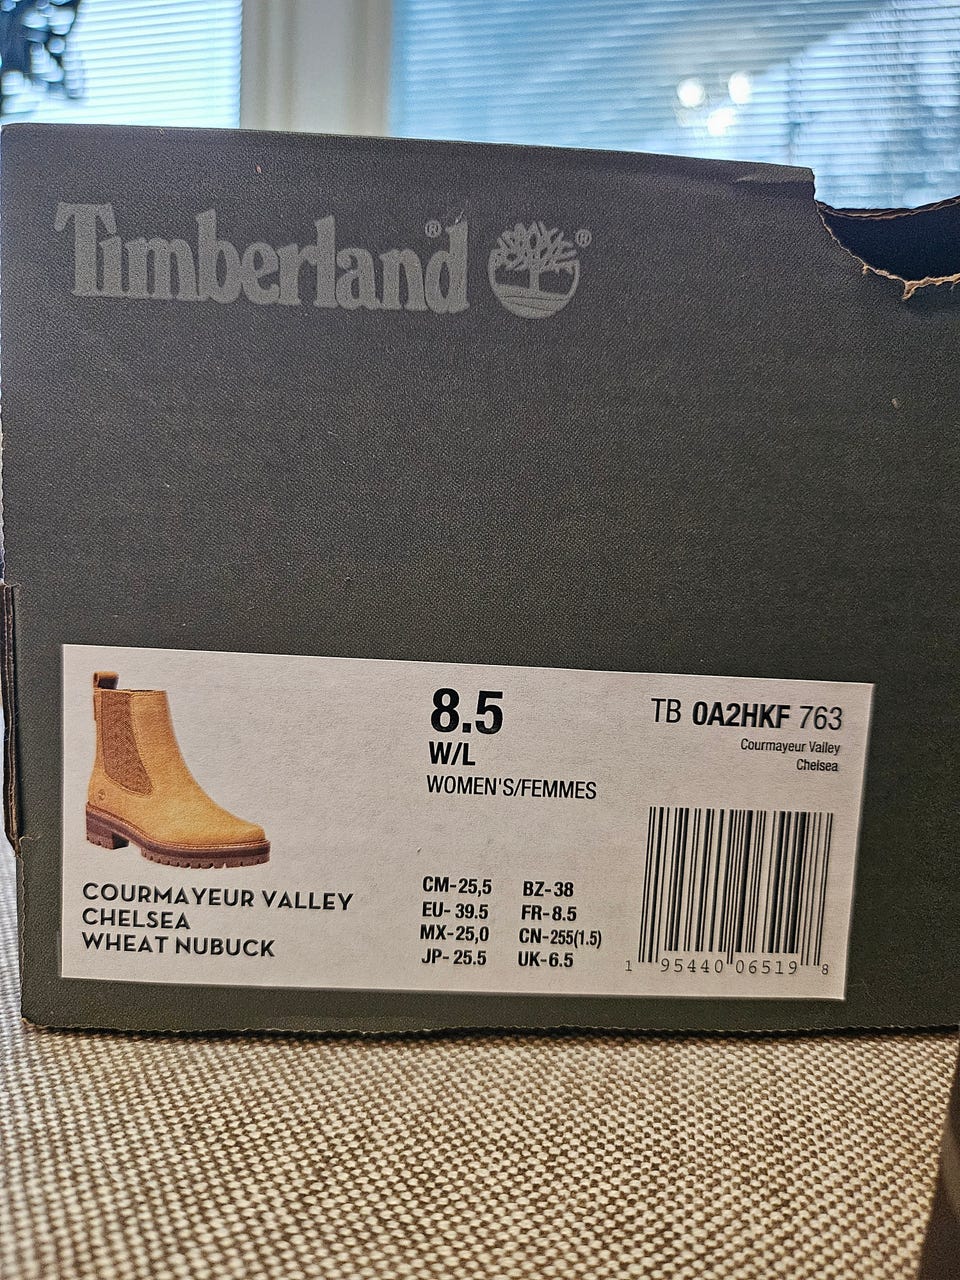 Timberland®
®
8.5
W/L
WOMEN'S/FEMMES
TB 0A2HKF 763
Courmayeur Valley
Chelsea
COURMAYEUR VALLEY
CHELSEA
WHEAT NUBUCK
CM-25,5 BZ-38
EU- 39.5 FR-8.5
MX-25,0 CN-255(1.5)
JP- 25.5 UK-6.5
1 95440 06519 8